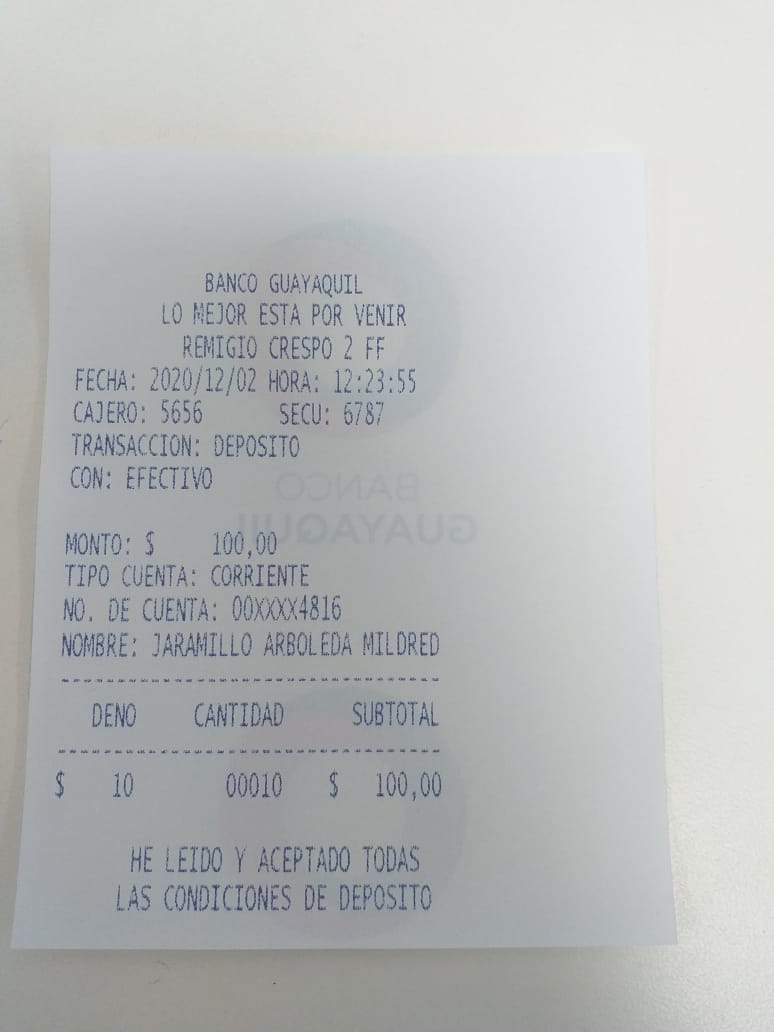 BANCO GUAYAQUIL
LO MEJOR ESTA POR VENIR
REMIGIO CRESPO 2 FF
FECHA: 2020/12/02 HORA: 12:23:55
CAJERO: 5656 SECU: 6787
TRANSACCION: DEPOSITO
CON: EFECTIVO
BANCO
GUAYAQUIL
MONTO: $ 100,00
TIPO CUENTA: CORRIENTE
NO. DE CUENTA: 00XXXX4816
NOMBRE: JARAMILLO ARBOLEDA MILDRED
DENO CANTIDAD SUBTOTAL
$ 10 00010 $ 100,00
HE LEIDO Y ACEPTADO TODAS
LAS CONDICIONES DE DEPOSITO